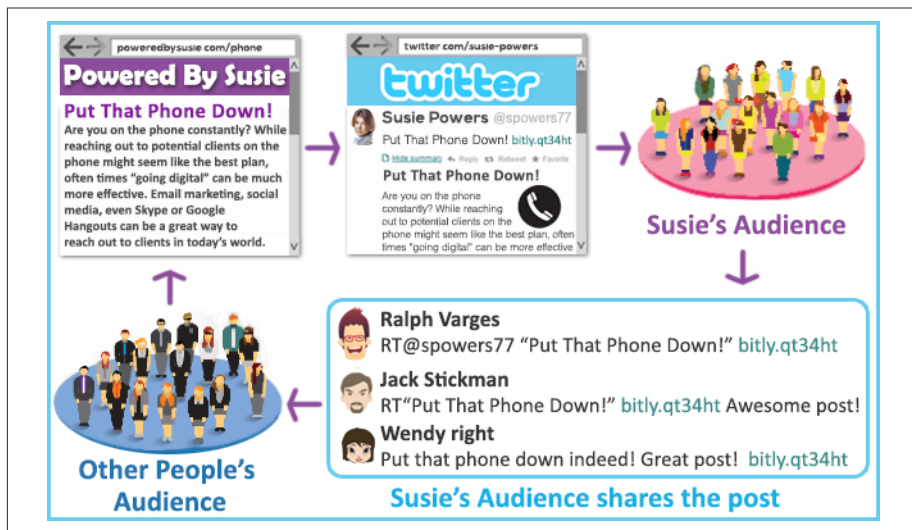 poweredbysusie com/phone
Powered By Susie
Put That Phone Down!
Are you on the phone constantly? While
reaching out to potential clients on the
phone might seem like the best plan,
often times "going digital" can be much
more effective. Email marketing, social
media, even Skype or Google
Hangouts can be a great way to
reach out to clients in today's world.
twitter com/susie-powers
twitter
Susie Powers @spowers77
Put That Phone Down! bitly.qt34ht
Hide summary Reply Retweet Favorite
Put That Phone Down!
Are you on the phone
constantly? While reaching
out to potential clients on the
phone might seem like the best plan, often
times "going digital" can be more effective
Susie's Audience
Ralph Varges
RT@spowers77 "Put That Phone Down!" bitly.qt34ht
Jack Stickman
RT"Put That Phone Down!" bitly.qt34ht Awesome post!
Wendy right
Put that phone down indeed! Great post! bitly.qt34ht
Susie's Audience shares the post
Other People's
Audience